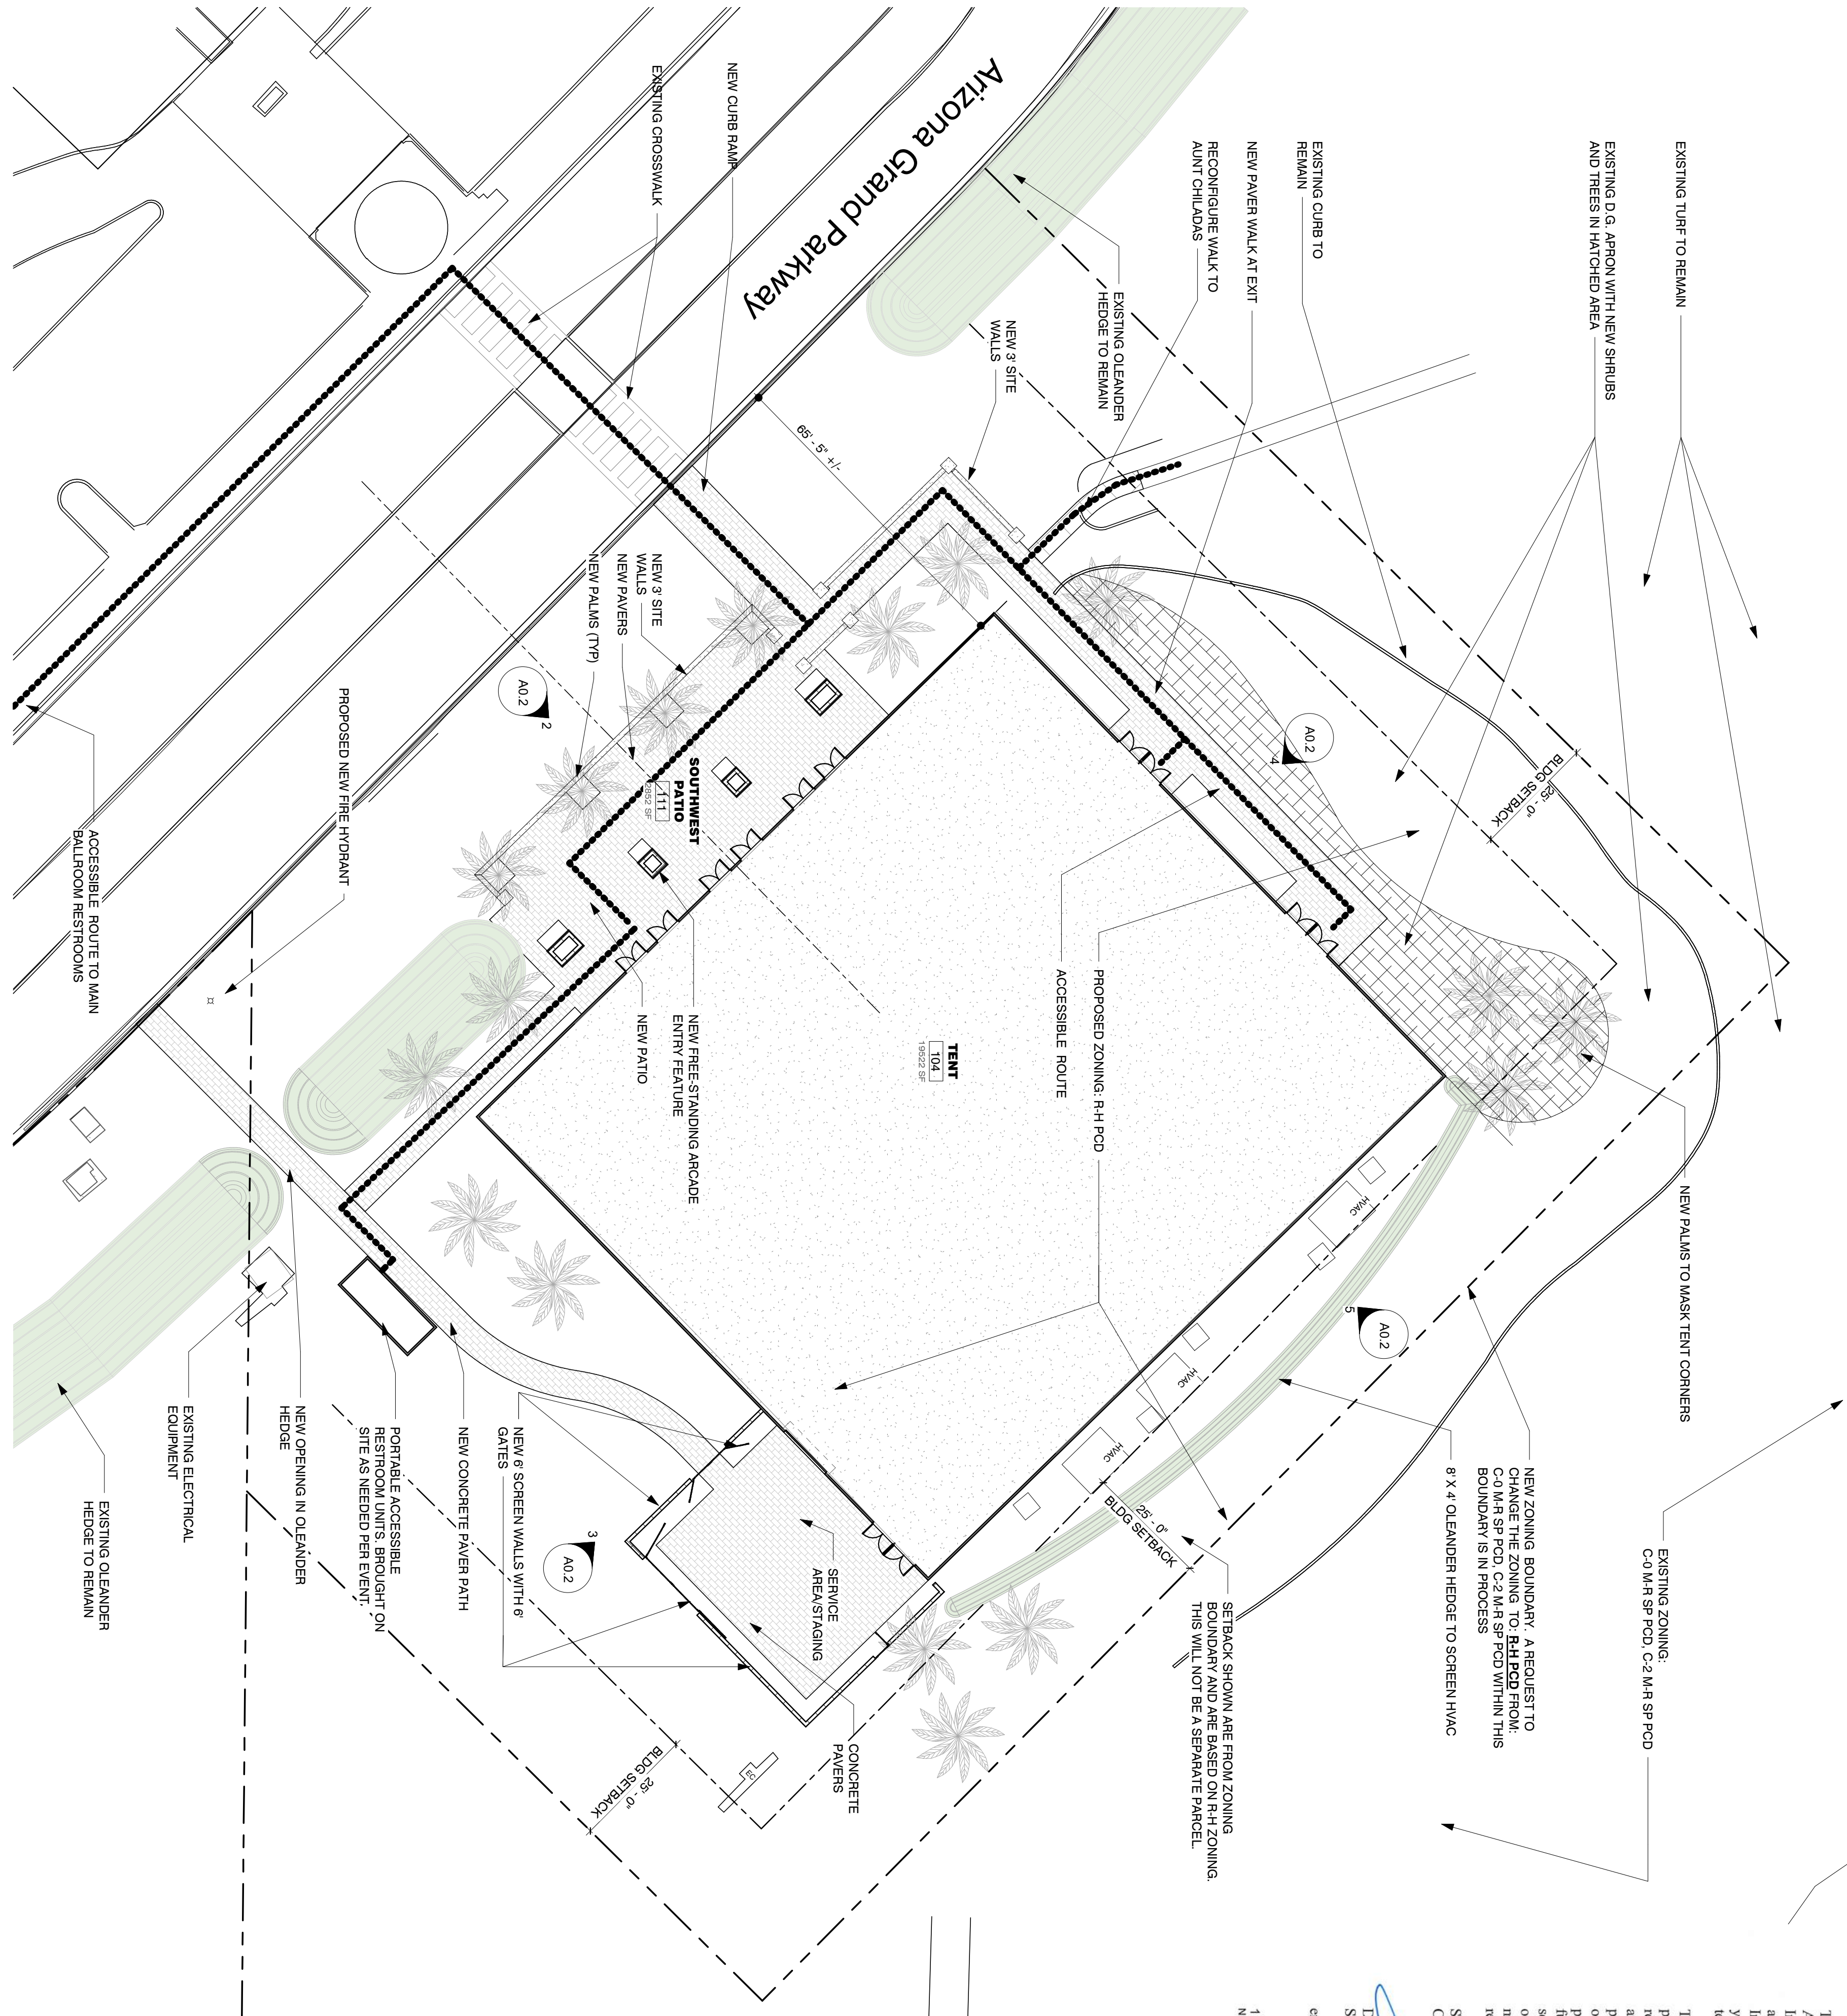 Arizona Grand Parkway
EXISTING CROSSWALK
NEW CURB RAMP
RECONFIGURE WALK TO
AUNT CHILADAS
NEW PAVER WALK AT EXIT
EXISTING CURB TO
REMAIN
EXISTING D.G. APRON WITH NEW SHRUBS
AND TREES IN HATCHED AREA
EXISTING TURF TO REMAIN
EXISTING OLEANDER
HEDGE TO REMAIN
NEW 3' SITE
WALLS
65' - 5" +/-
NEW 3' SITE
WALLS
NEW PAVERS
NEW PALMS (TYP)
A0.2
2
A0.2
4
25' - 0"
BLDG SETBACK
SOUTHWEST
PATIO
111
2852 SF
PROPOSED NEW FIRE HYDRANT
ACCESSIBLE ROUTE TO MAIN
BALLROOM RESTROOMS
NEW FREE-STANDING ARCADE
ENTRY FEATURE
NEW PATIO
TENT
104
19522 SF
PROPOSED ZONING: R-H PCD
ACCESSIBLE ROUTE
NEW PALMS TO MASK TENT CORNERS
HVAC
HVAC
HVAC
A0.2
5
25' - 0"
BLDG SETBACK
NEW ZONING BOUNDARY. A REQUEST TO
CHANGE THE ZONING TO: R-H PCD FROM:
C-0 M-R SP PCD, C-2 M-R SP PCD WITHIN THIS
BOUNDARY IS IN PROCESS
8' X 4' OLEANDER HEDGE TO SCREEN HVAC
EXISTING ZONING:
C-0 M-R SP PCD, C-2 M-R SP PCD
SETBACK SHOWN ARE FROM ZONING
BOUNDARY AND ARE BASED ON R-H ZONING.
THIS WILL NOT BE A SEPARATE PARCEL.
EXISTING OLEANDER
HEDGE TO REMAIN
EXISTING ELECTRICAL
EQUIPMENT
NEW OPENING IN OLEANDER
HEDGE
PORTABLE ACCESSIBLE
RESTROOM UNITS. BROUGHT ON
SITE AS NEEDED PER EVENT.
NEW CONCRETE PAVER PATH
NEW 6' SCREEN WALLS WITH 6'
GATES
A0.2
3
SERVICE
AREA/STAGING
CONCRETE
PAVERS
EC
25' - 0"
BLDG SETBACK